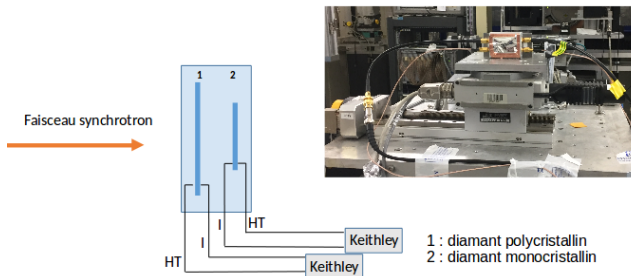 1 2
Faisceau synchrotron
I HT
Keithley
I
HT
Keithley
1 : diamant polycristallin
2 : diamant monocristallin